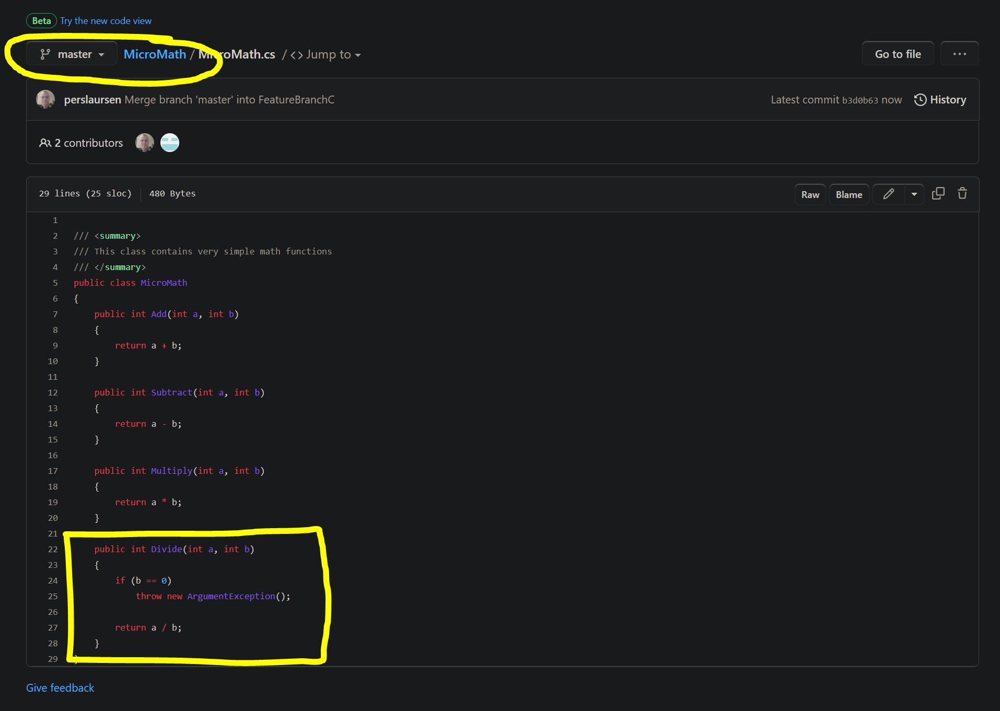 Beta Try the new code view
master MicroMath / MicroMath.cs / <> Jump to Go to file ...
perslaursen Merge branch 'master' into FeatureBranchC Latest commit b3d0b63 now History
2 contributors
29 lines (25 sloc) 480 Bytes Raw Blame
1
2 /// <summary>
3 /// This class contains very simple math functions
4 /// </summary>
5 public class MicroMath
6 {
7     public int Add(int a, int b)
8     {
9         return a + b;
10     }
11
12     public int Subtract(int a, int b)
13     {
14         return a - b;
15     }
16
17     public int Multiply(int a, int b)
18     {
19         return a * b;
20     }
21
22     public int Divide(int a, int b)
23     {
24         if (b == 0)
25             throw new ArgumentException();
26
27         return a / b;
28     }
29 }
Give feedback